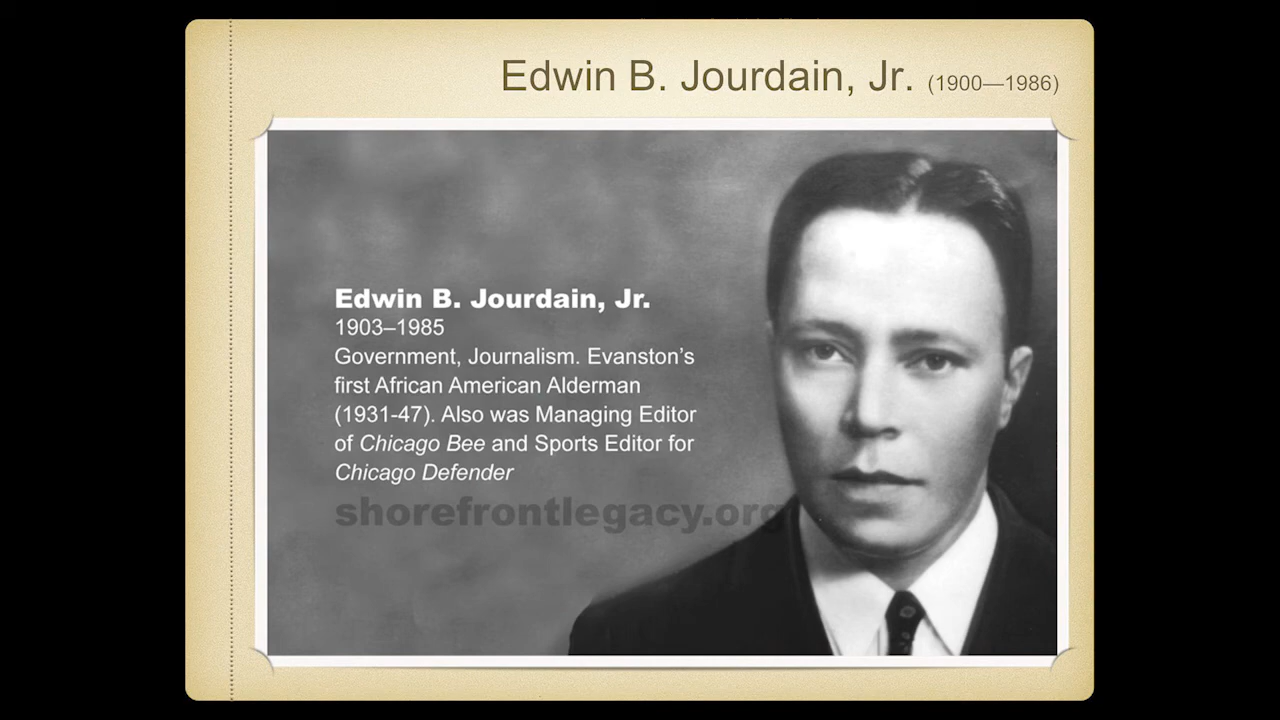 Edwin B. Jourdain, Jr. (1900—1986)
Edwin B. Jourdain, Jr.
1903–1985
Government, Journalism. Evanston’s
first African American Alderman
(1931-47). Also was Managing Editor
of Chicago Bee and Sports Editor for
Chicago Defender
shorefrontlegacy.org